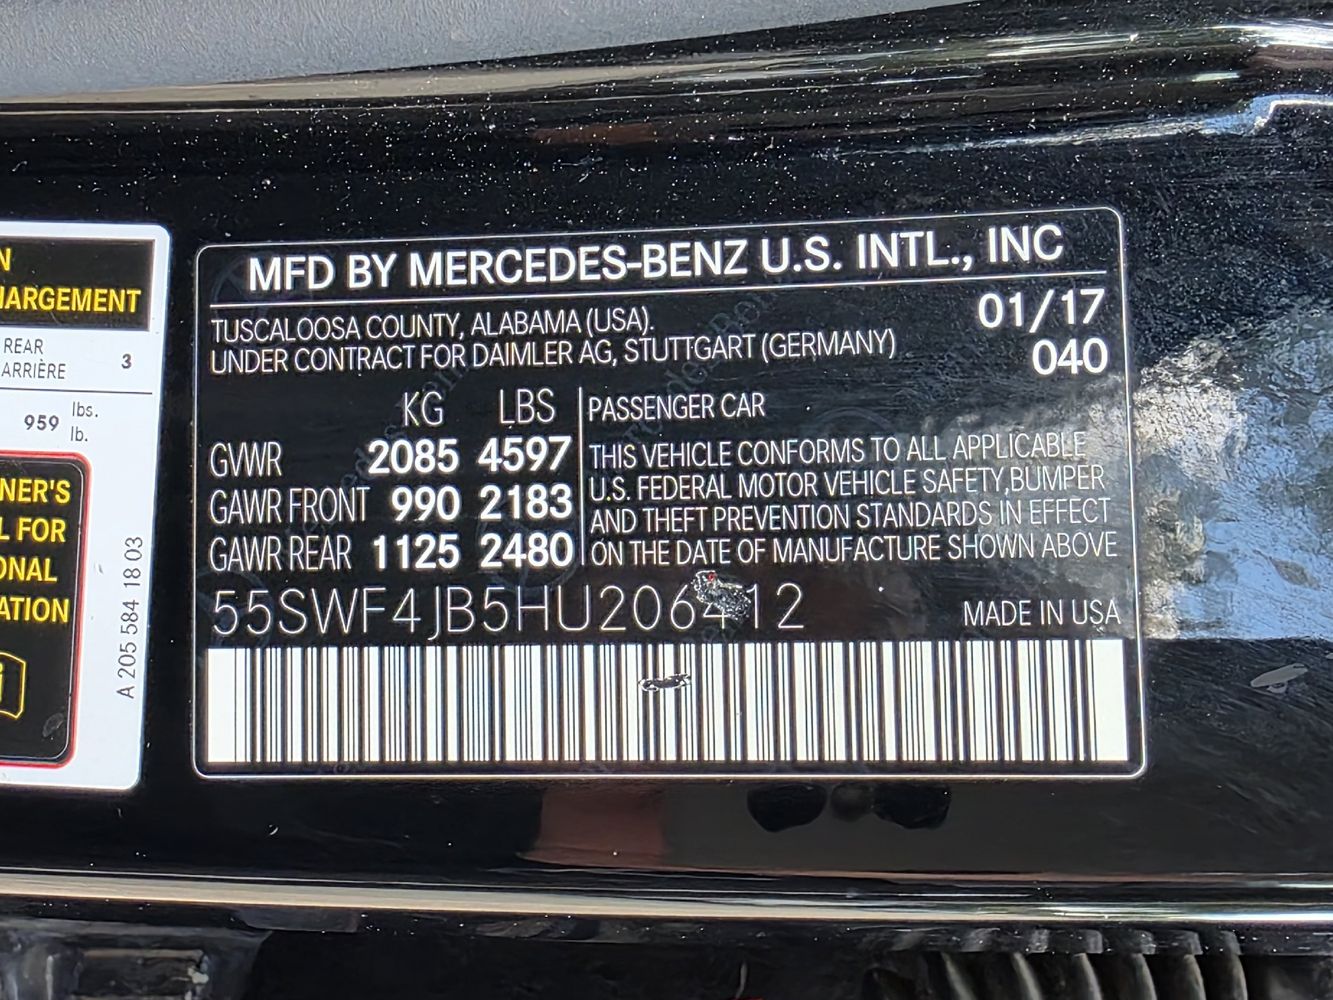 N
HARGEMENT
REAR
ARRIÈRE
3
959 lbs.
lb.
NER'S
L FOR
ONAL
ATION
A 205 584 18 03
MFD BY MERCEDES-BENZ U.S. INTL., INC
TUSCALOOSA COUNTY, ALABAMA (USA).
UNDER CONTRACT FOR DAIMLER AG, STUTTGART (GERMANY)
01/17
040
KG LBS
GVWR 2085 4597
GAWR FRONT 990 2183
GAWR REAR 1125 2480
PASSENGER CAR
THIS VEHICLE CONFORMS TO ALL APPLICABLE
U.S. FEDERAL MOTOR VEHICLE SAFETY,BUMPER
AND THEFT PREVENTION STANDARDS IN EFFECT
ON THE DATE OF MANUFACTURE SHOWN ABOVE
55SWF4JB5HU206412
MADE IN USA